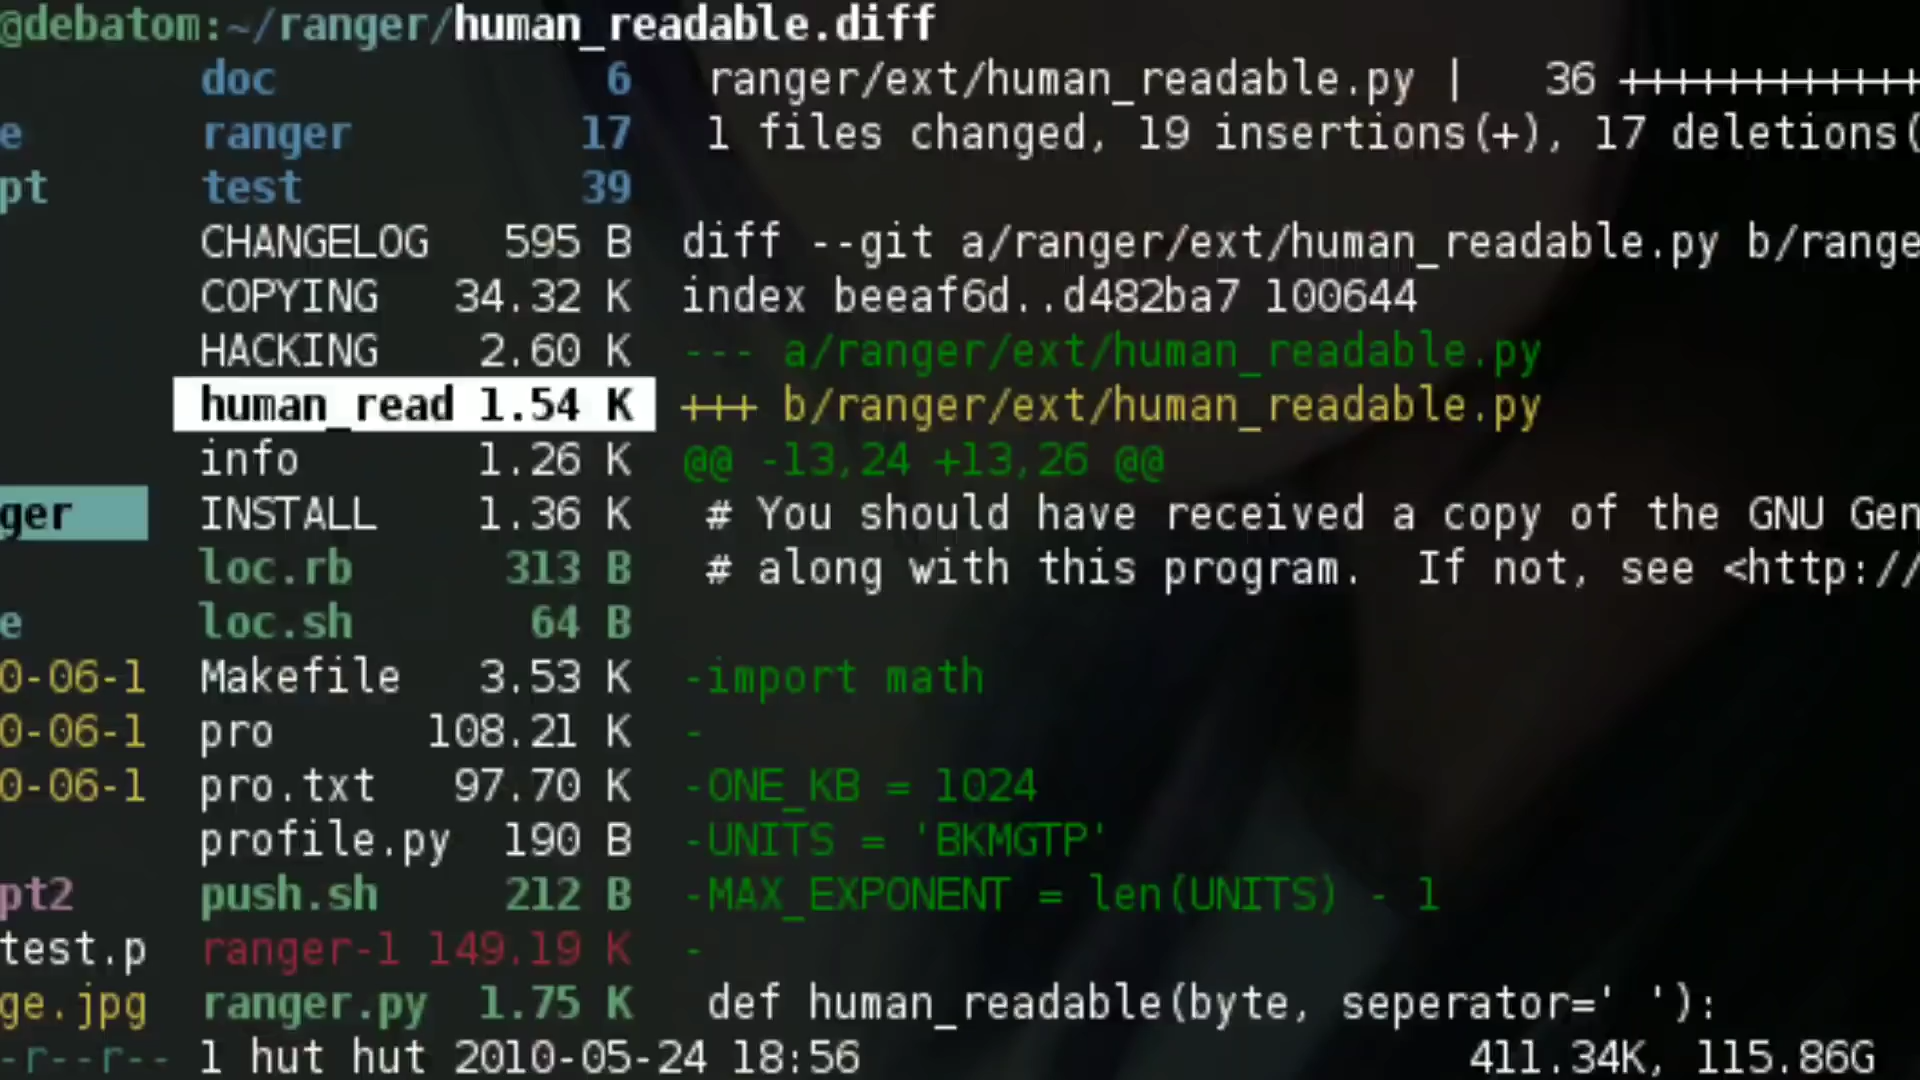 @debatom:~/ranger/human_readable.diff
doc 6 ranger/ext/human_readable.py | 36 +++++++++++++
e ranger 17 1 files changed, 19 insertions(+), 17 deletions(
pt test 39
CHANGELOG 595 B diff --git a/ranger/ext/human_readable.py b/range
COPYING 34.32 K index beeaf6d..d482ba7 100644
HACKING 2.60 K --- a/ranger/ext/human_readable.py
human_read 1.54 K +++ b/ranger/ext/human_readable.py
info 1.26 K @@ -13,24 +13,26 @@
ger INSTALL 1.36 K # You should have received a copy of the GNU Gen
loc.rb 313 B # along with this program.  If not, see <http://
e loc.sh 64 B
0-06-1 Makefile 3.53 K -import math
0-06-1 pro 108.21 K -
0-06-1 pro.txt 97.70 K -ONE_KB = 1024
profile.py 190 B -UNITS = 'BKMGTP'
pt2 push.sh 212 B -MAX_EXPONENT = len(UNITS) - 1
test.p ranger-1 149.19 K -
ge.jpg ranger.py 1.75 K def human_readable(byte, seperator=' '):
-r--r-- 1 hut hut 2010-05-24 18:56 411.34K, 115.86G